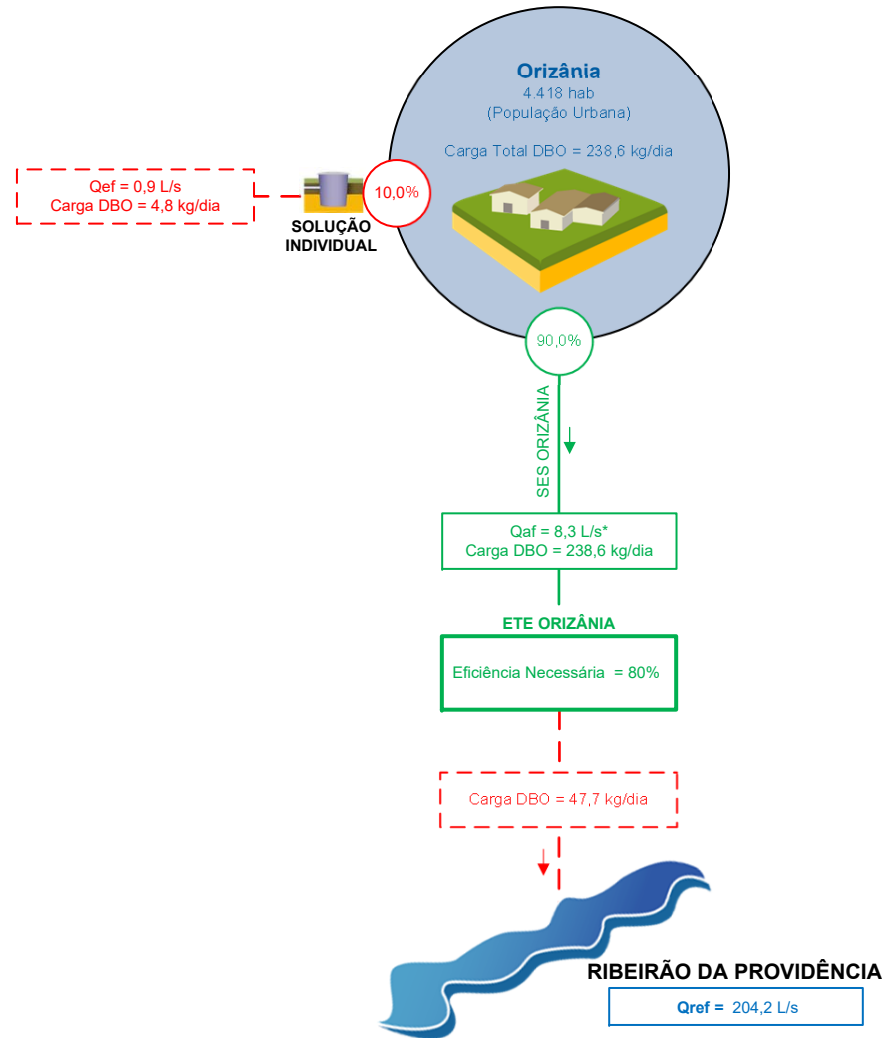 Orizânia
4.418 hab
(População Urbana)
Carga Total DBO = 238,6 kg/dia
Qef = 0,9 L/s
Carga DBO = 4,8 kg/dia
10,0%
SOLUÇÃO
INDIVIDUAL
90,0%
SES ORIZÂNIA
Qaf = 8,3 L/s*
Carga DBO = 238,6 kg/dia
ETE ORIZÂNIA
Eficiência Necessária = 80%
Carga DBO = 47,7 kg/dia
RIBEIRÃO DA PROVIDÊNCIA
Qref = 204,2 L/s